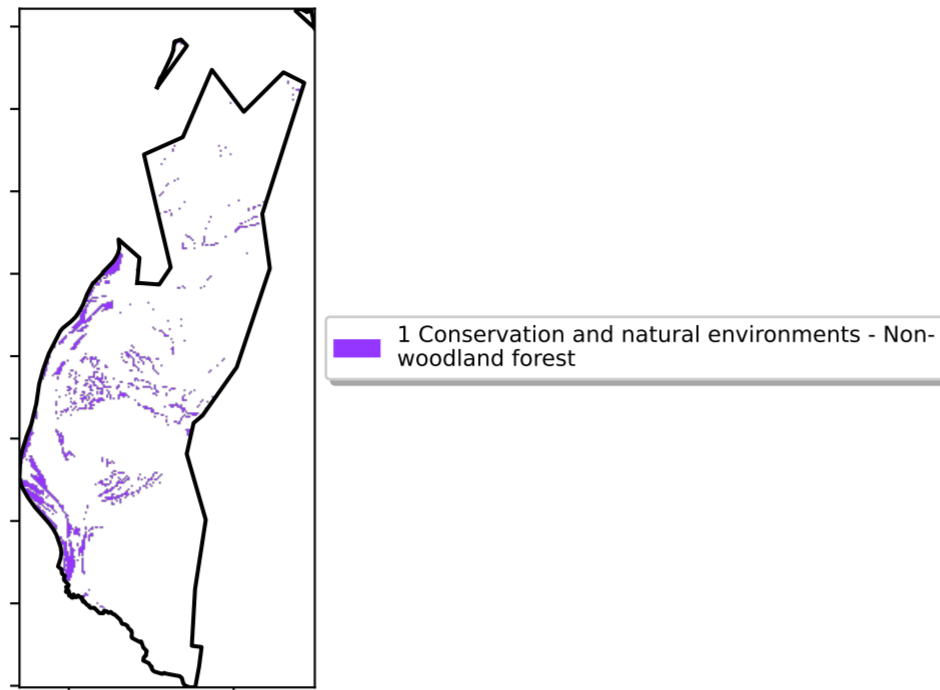 1 Conservation and natural environments - Non-
woodland forest